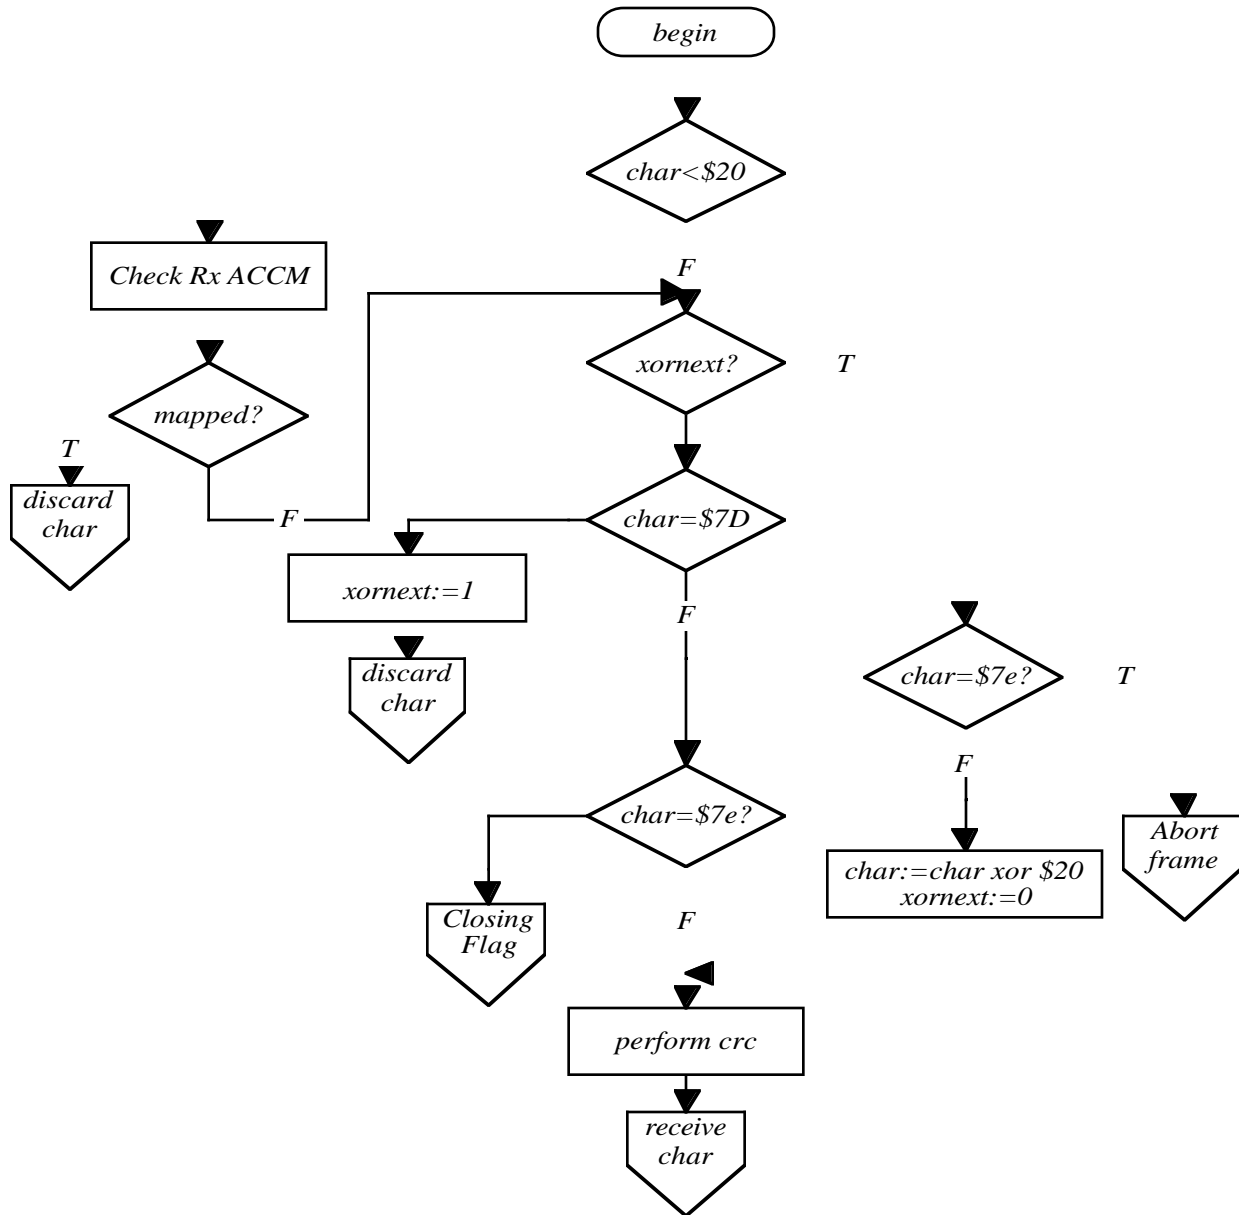 begin
char<$20
Check Rx ACCM
F
xornext?
T
mapped?
T
discard
char
F
char=$7D
xornext:=1
F
discard
char
char=$7e?
T
F
char=$7e?
char:=char xor $20
xornext:=0
Abort
frame
Closing
Flag
F
perform crc
receive
char